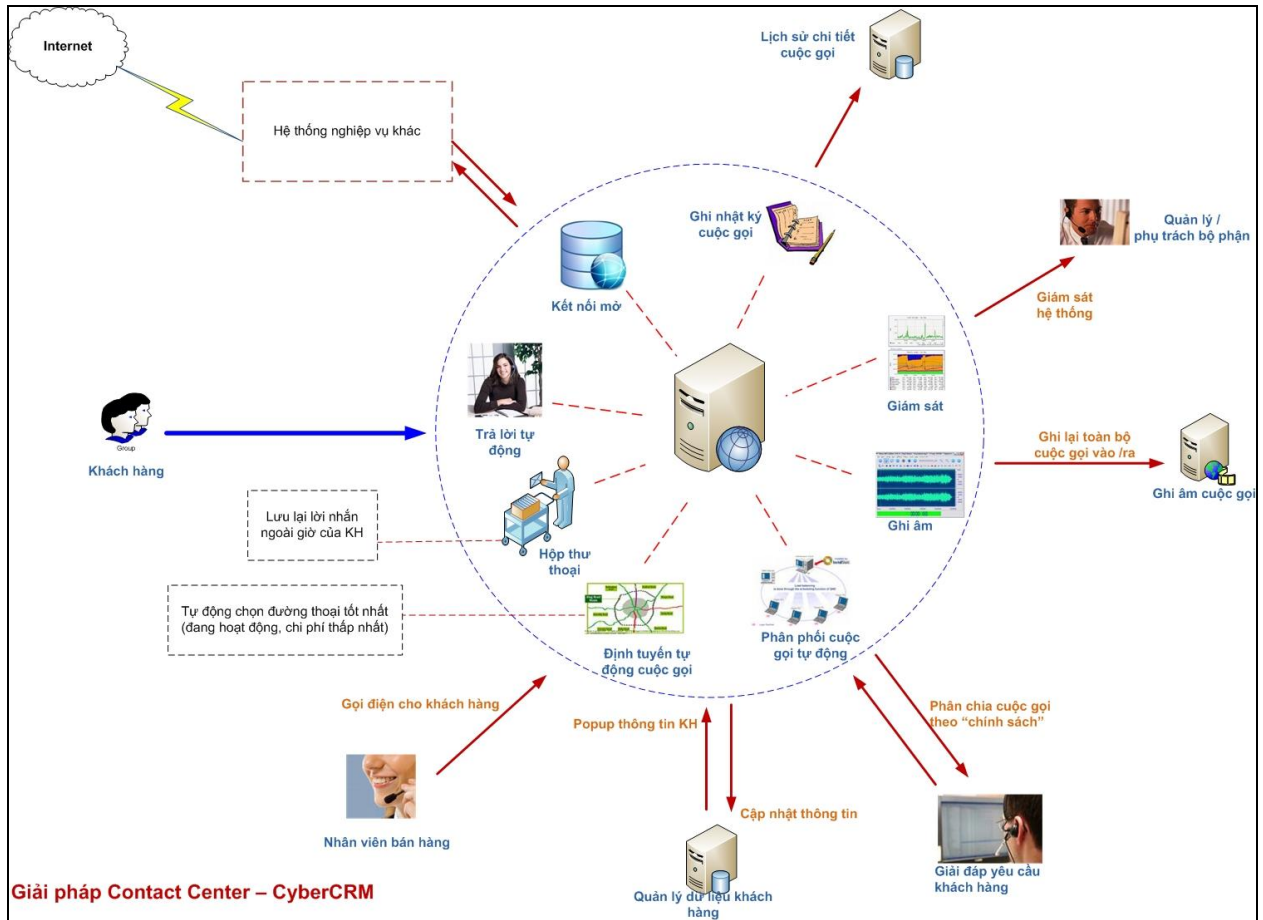 Internet
Lịch sử chi tiết
cuộc gọi
Hệ thống nghiệp vụ khác
Ghi nhật ký
cuộc gọi
Quản lý /
phụ trách bộ phận
Kết nối mở
Giám sát
hệ thống
Giám sát
Trả lời tự
động
Group
Khách hàng
Ghi lại toàn bộ
cuộc gọi vào /ra
Ghi âm cuộc gọi
Ghi âm
Lưu lại lời nhắn
ngoài giờ của KH
Hộp thư
thoại
Tự động chọn đường thoại tốt nhất
(đang hoạt động, chi phí thấp nhất)
Định tuyến tự
động cuộc gọi
Phân phối cuộc
gọi tự động
Gọi điện cho khách hàng
Popup thông tin KH
Phân chia cuộc gọi
theo “chính sách”
Nhân viên bán hàng
Cập nhật thông tin
Quản lý dữ liệu khách
hàng
Giải đáp yêu cầu
khách hàng
Giải pháp Contact Center – CyberCRM